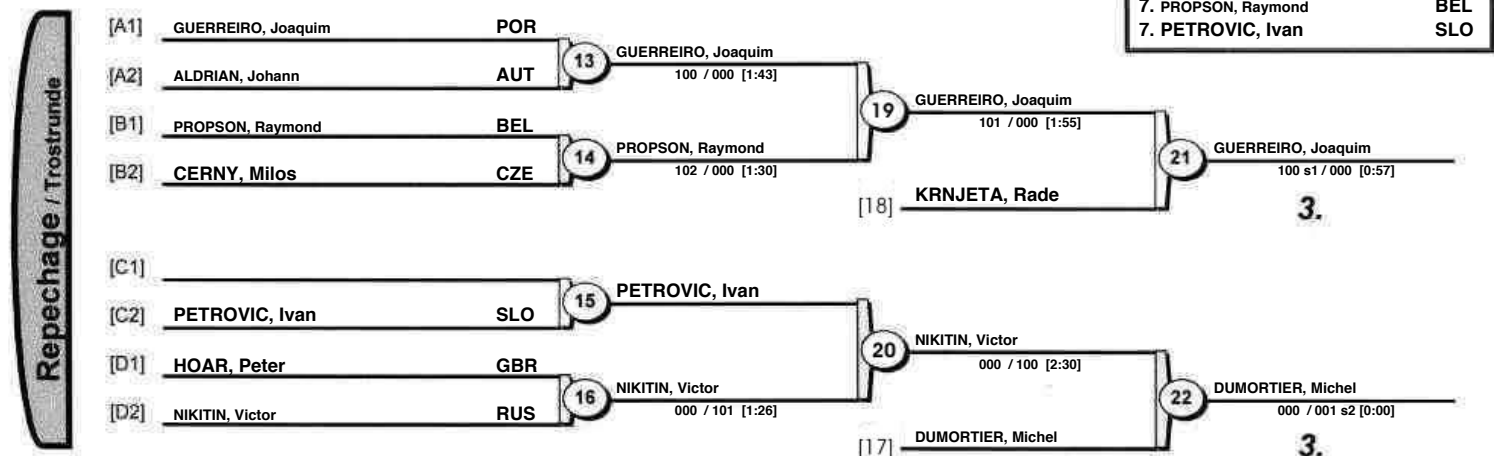 7. PROPSON, Raymond BEL
7. PETROVIC, Ivan SLO
Repechage / Trostrunde
[A1] GUERREIRO, Joaquim POR
[A2] ALDRIAN, Johann AUT
13 GUERREIRO, Joaquim
100 / 000 [1:43]
[B1] PROPSON, Raymond BEL
[B2] CERNY, Milos CZE
14 PROPSON, Raymond
102 / 000 [1:30]
19 GUERREIRO, Joaquim
101 / 000 [1:55]
[18] KRNJETA, Rade
21 GUERREIRO, Joaquim
100 s1 / 000 [0:57]
3.
[C1]
[C2] PETROVIC, Ivan SLO
15 PETROVIC, Ivan
[D1] HOAR, Peter GBR
[D2] NIKITIN, Victor RUS
16 NIKITIN, Victor
000 / 101 [1:26]
20 NIKITIN, Victor
000 / 100 [2:30]
[17] DUMORTIER, Michel
22 DUMORTIER, Michel
000 / 001 s2 [0:00]
3.